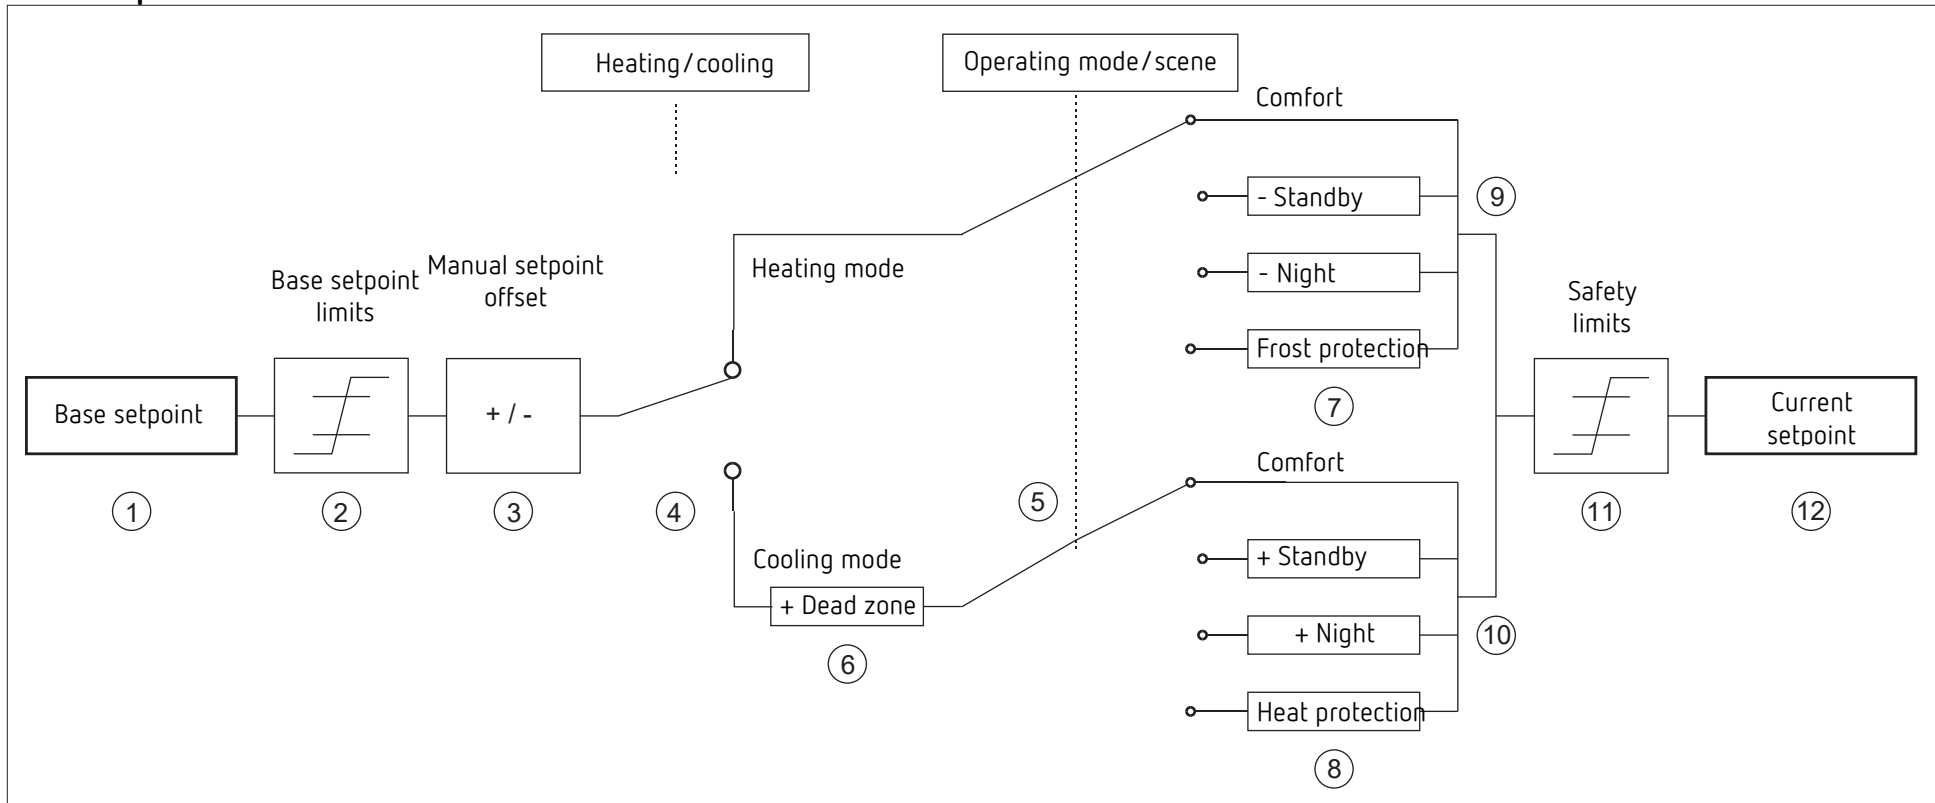 Heating/cooling
Operating mode/scene
Comfort
- Standby
9
- Night
Frost protection
7
Heating mode
Base setpoint
limits
Manual setpoint
offset
Safety
limits
Base setpoint
+ / -
Current
setpoint
1
2
3
4
5
11
12
Comfort
Cooling mode
+ Dead zone
6
+ Standby
+ Night
10
Heat protection
8